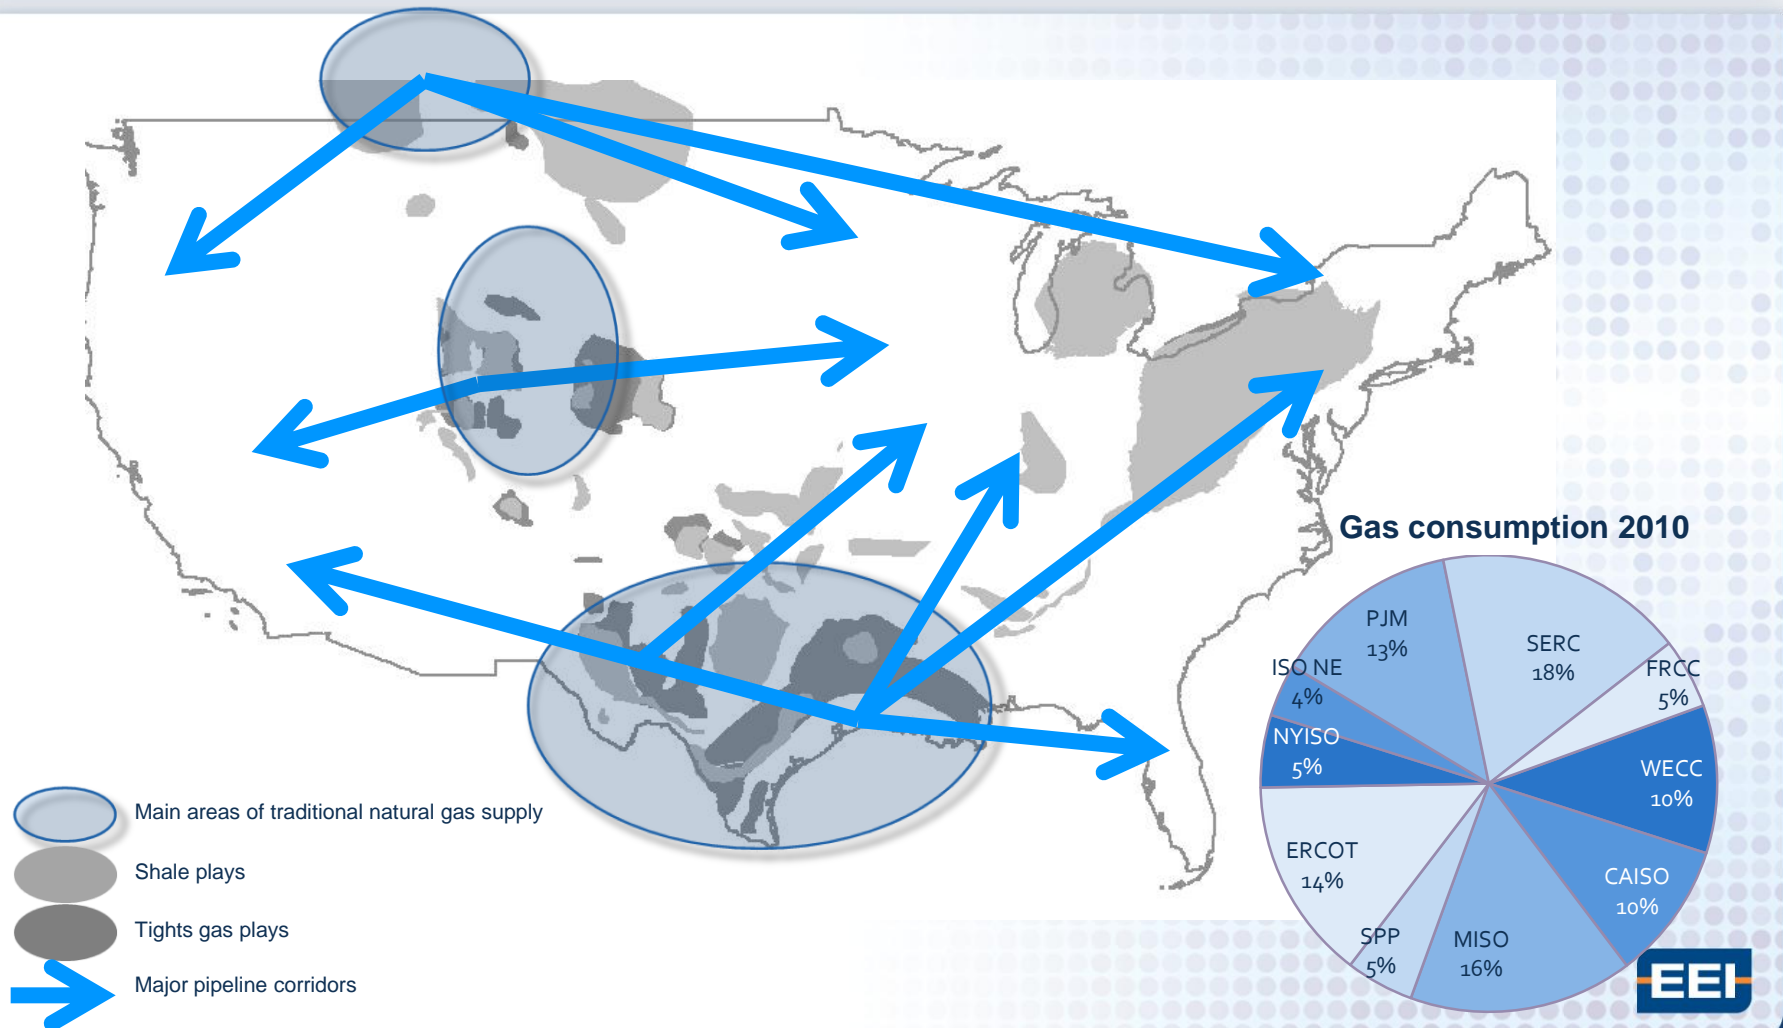 Gas consumption 2010
PJM
13%
SERC
18%
ISO NE
4%
FRCC
5%
NYISO
5%
WECC
10%
ERCOT
14%
CAISO
10%
SPP
5%
MISO
16%
Main areas of traditional natural gas supply
Shale plays
Tights gas plays
Major pipeline corridors
EEI